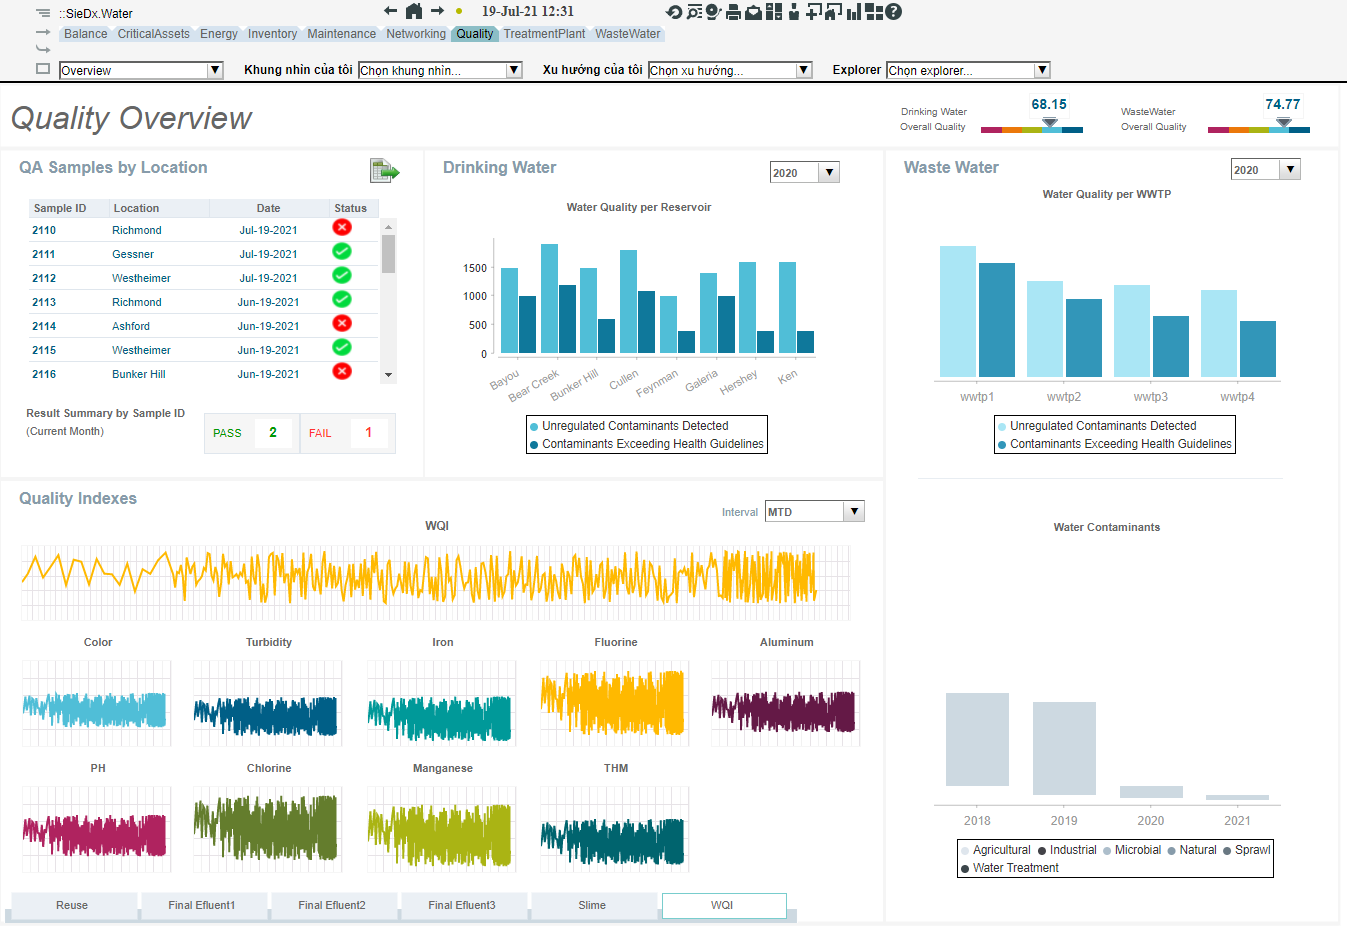 ::SieDx.Water
19-Jul-21 12:31
Balance CriticalAssets Energy Inventory Maintenance Networking Quality TreatmentPlant WasteWater
Overview Khung nhìn của tôi Chọn khung nhìn... Xu hướng của tôi Chọn xu hướng... Explorer Chọn explorer...
Quality Overview
Drinking Water
Overall Quality
68.15
WasteWater
Overall Quality
74.77
QA Samples by Location
Sample ID Location Date Status
2110 Richmond Jul-19-2021
2111 Gessner Jul-19-2021
2112 Westheimer Jul-19-2021
2113 Richmond Jun-19-2021
2114 Ashford Jun-19-2021
2115 Westheimer Jun-19-2021
2116 Bunker Hill Jun-19-2021
Result Summary by Sample ID
(Current Month)
PASS 2 FAIL 1
Drinking Water
2020
Water Quality per Reservoir
1500
1000
500
0
Bayou Bear Creek Bunker Hill Cullen Feynman Galeria Hershey Ken
Unregulated Contaminants Detected
Contaminants Exceeding Health Guidelines
Waste Water
2020
Water Quality per WWTP
wwtp1 wwtp2 wwtp3 wwtp4
Unregulated Contaminants Detected
Contaminants Exceeding Health Guidelines
Water Contaminants
2018 2019 2020 2021
Agricultural Industrial Microbial Natural Sprawl
Water Treatment
Quality Indexes
Interval MTD
WQI
Color Turbidity Iron Fluorine Aluminum
PH Chlorine Manganese THM
Reuse Final Efluent1 Final Efluent2 Final Efluent3 Slime WQI